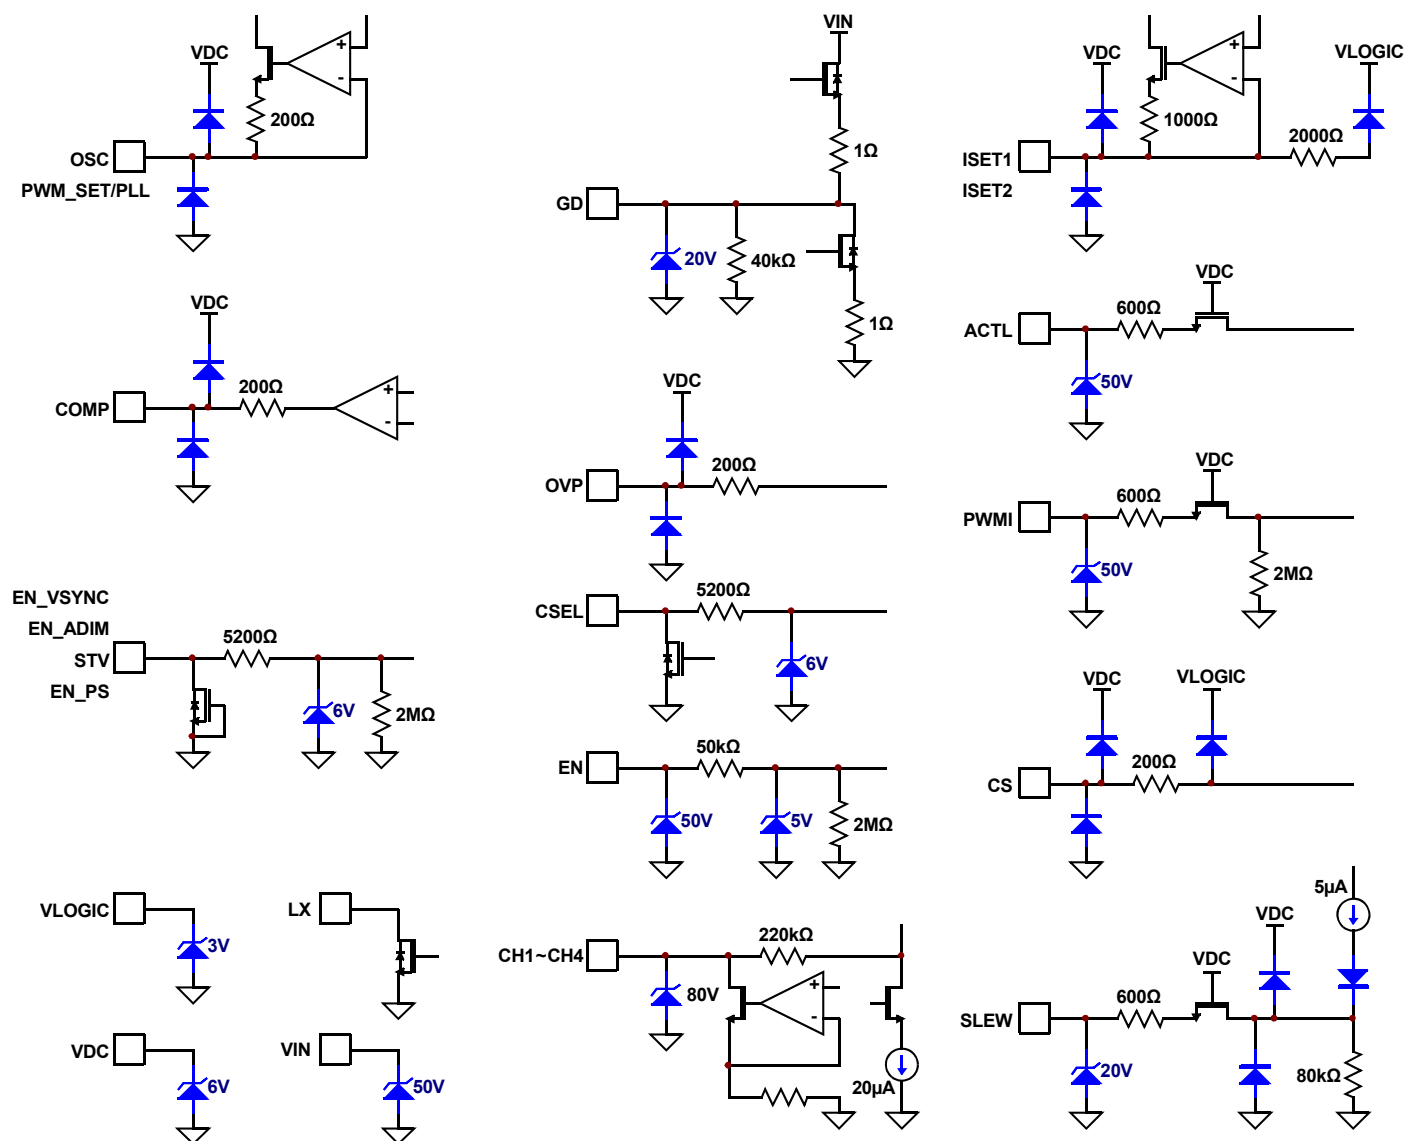 VDC
+
-
200Ω
OSC
PWM_SET/PLL
VDC
200Ω
+
-
COMP
EN_VSYNC
EN_ADIM
STV
EN_PS
5200Ω
6V
2MΩ
VLOGIC
3V
LX
VDC
6V
VIN
50V
VIN
1Ω
GD
20V
40kΩ
1Ω
VDC
200Ω
OVP
CSEL
5200Ω
6V
50kΩ
EN
50V
5V
2MΩ
220kΩ
CH1~CH4
80V
+
-
20µA
VDC
+
-
VLOGIC
1000Ω
2000Ω
ISET1
ISET2
VDC
600Ω
ACTL
50V
VDC
600Ω
PWMI
50V
2MΩ
VDC
VLOGIC
200Ω
CS
5µA
VDC
VDC
600Ω
SLEW
20V
80kΩ